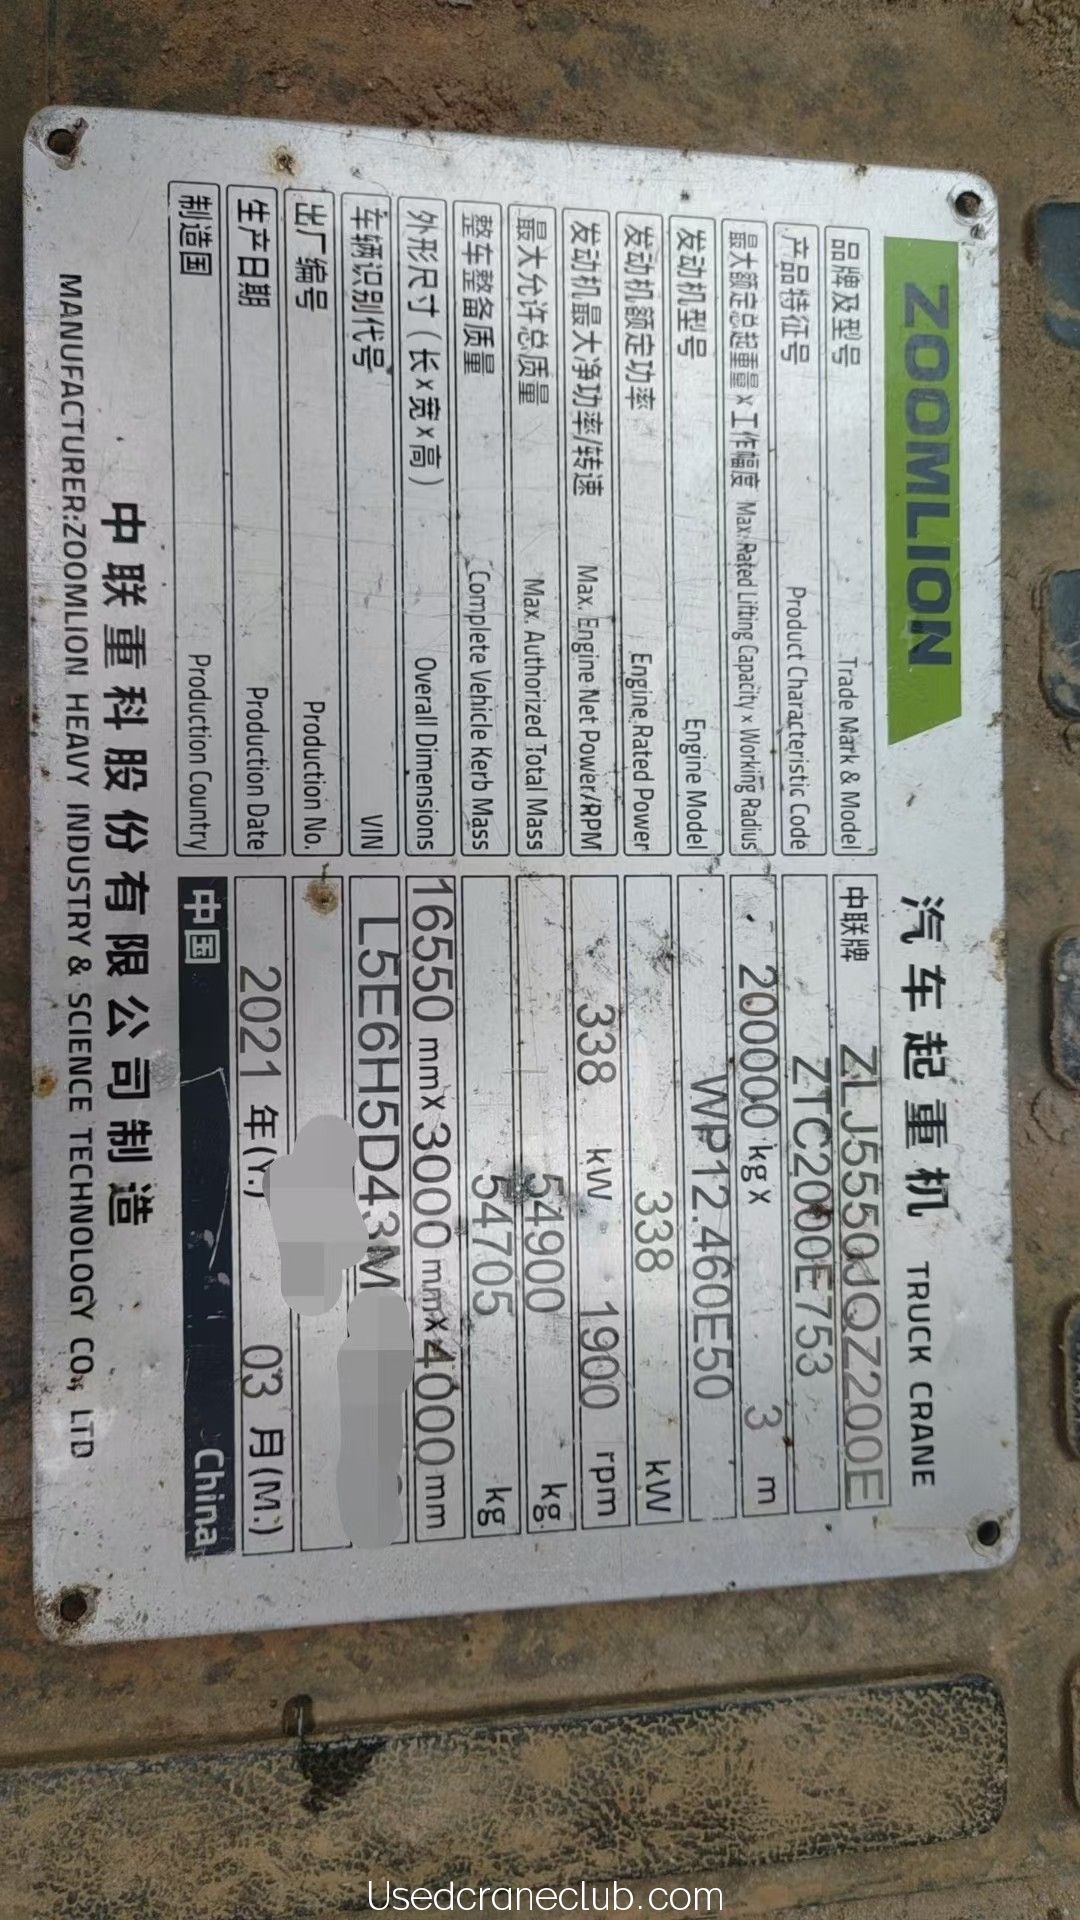 ZOOMLION 汽车起重机 TRUCK CRANE
品牌及型号 Trade Mark & Model 中联牌 ZLJ5550JQZ200E
产品特征号 Product Characteristic Code ZTC2000E753
最大额定总起重量x工作幅度 Max.Rated Lifting Capacity x Working Radius 200000 kg x 3 m
发动机型号 Engine Model WP12.460E50
发动机额定功率 Engine Rated Power 338 kW
发动机最大净功率/转速 Max. Engine Net Power/RPM 338 kW 1900 rpm
最大允许总质量 Max. Authorized Total Mass 54900 kg
整车整备质量 Complete Vehicle Kerb Mass 54705 kg
外形尺寸(长x宽x高) Overall Dimensions 16550 mm x 3000 mm x 4000 mm
车辆识别代号 VIN L5E6H5D43M
出厂编号 Production No.
生产日期 Production Date 2021 年(Y.) 03 月(M.)
制造国 Production Country 中国 China
中联重科股份有限公司制造
MANUFACTURER:ZOOMLION HEAVY INDUSTRY & SCIENCE TECHNOLOGY CO., LTD
Usedcraneclub.com